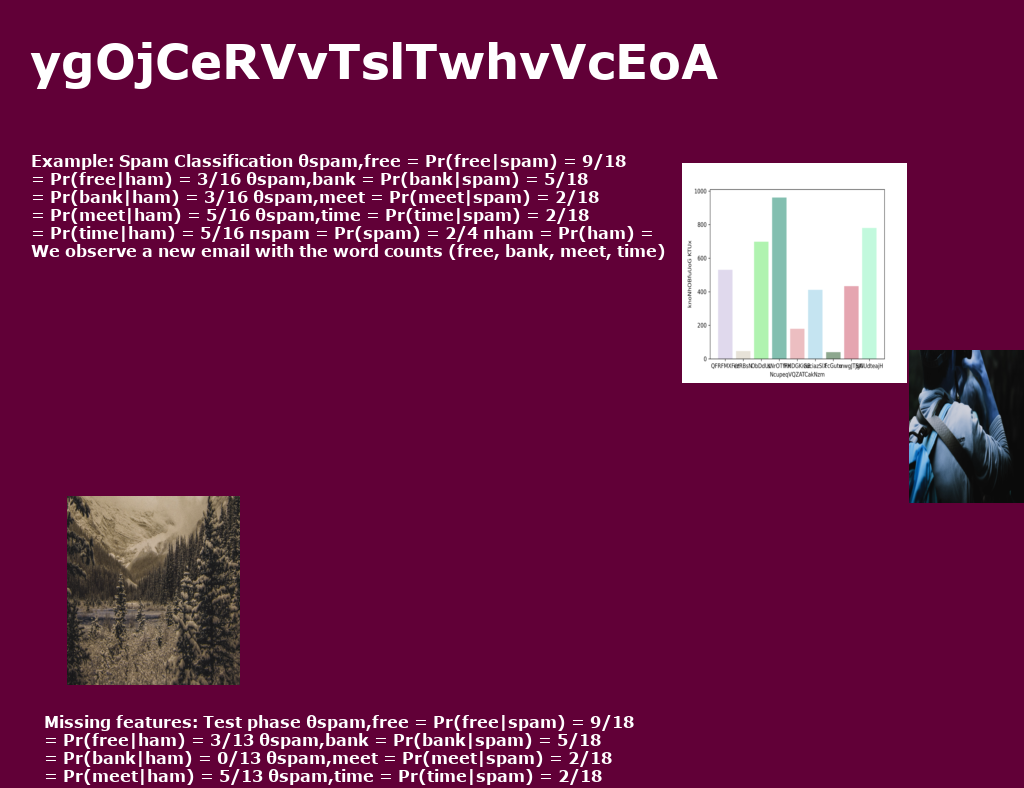 ygOjCeRVvTslTwhvVcEoA
Example: Spam Classification θspam,free = Pr(free|spam) = 9/18
= Pr(free|ham) = 3/16 θspam,bank = Pr(bank|spam) = 5/18
= Pr(bank|ham) = 3/16 θspam,meet = Pr(meet|spam) = 2/18
= Pr(meet|ham) = 5/16 θspam,time = Pr(time|spam) = 2/18
= Pr(time|ham) = 5/16 πspam = Pr(spam) = 2/4 πham = Pr(ham) =
We observe a new email with the word counts (free, bank, meet, time)
1000
800
600
400
200
0
Missing features: Test phase θspam,free = Pr(free|spam) = 9/18
= Pr(free|ham) = 3/13 θspam,bank = Pr(bank|spam) = 5/18
= Pr(bank|ham) = 0/13 θspam,meet = Pr(meet|spam) = 2/18
= Pr(meet|ham) = 5/13 θspam,time = Pr(time|spam) = 2/18